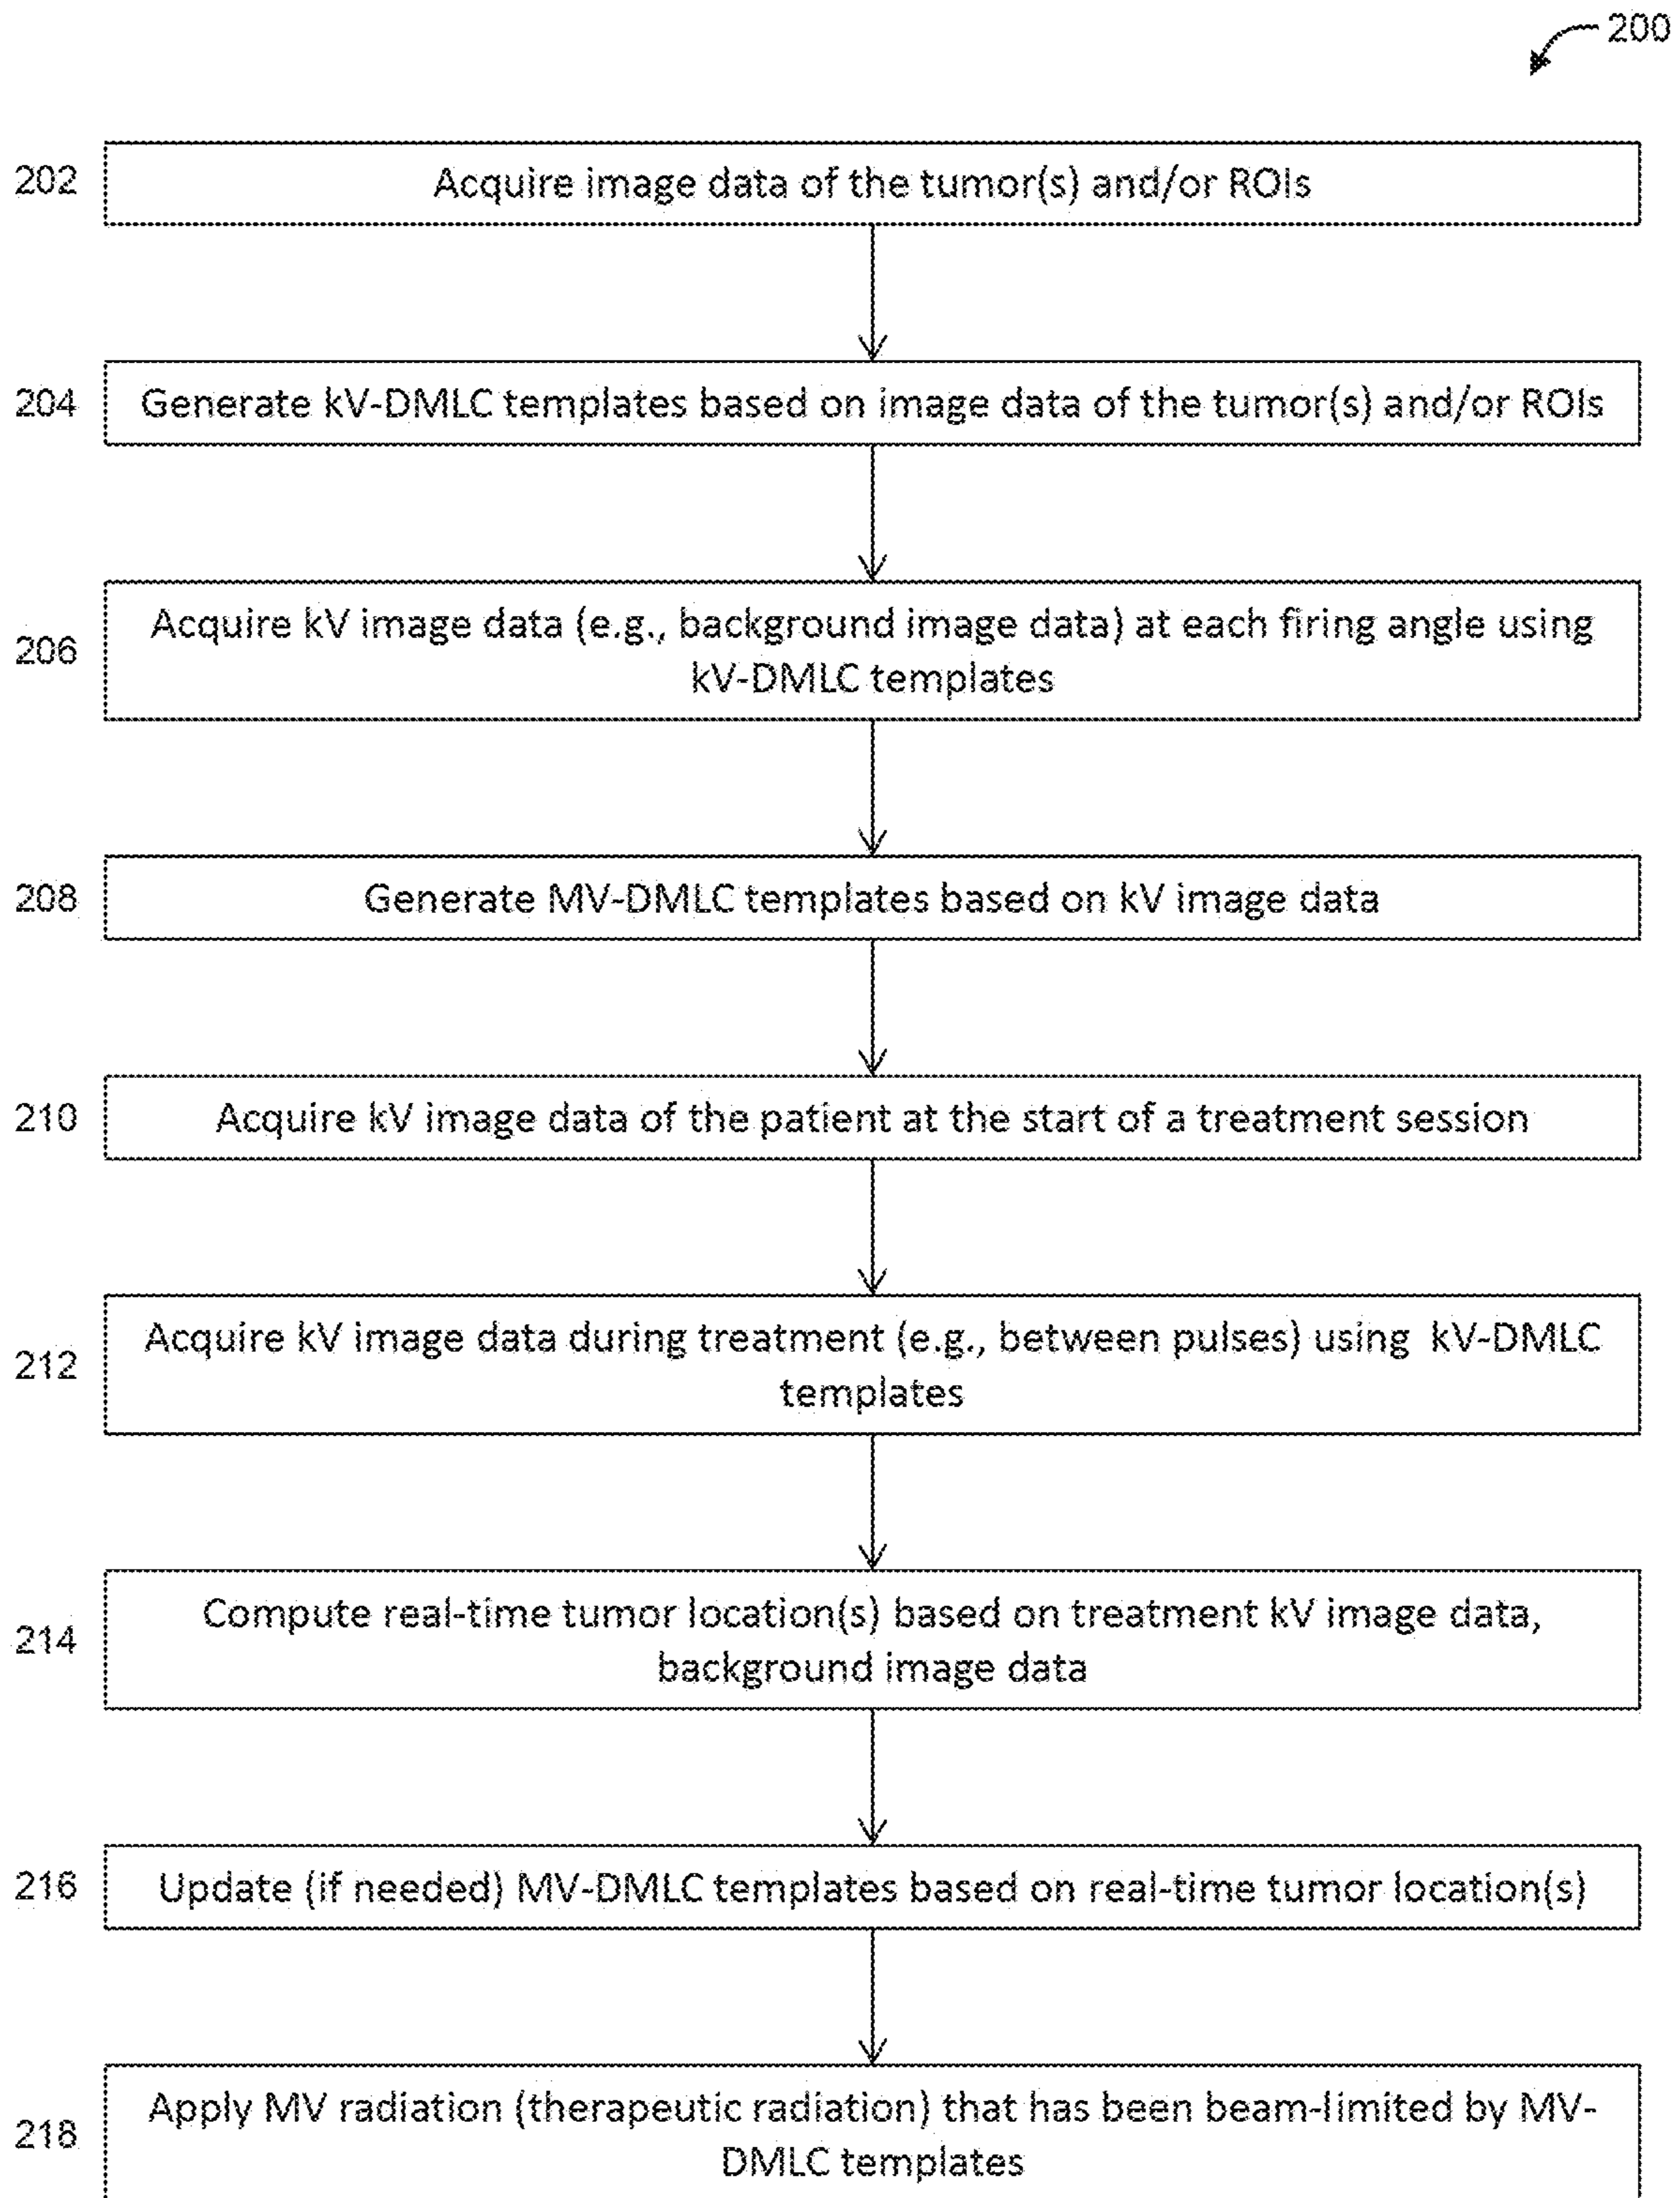 200
202
Acquire image data of the tumor(s) and/or ROIs
204
Generate kV-DMLC templates based on image data of the tumor(s) and/or ROIs
206
Acquire kV image data (e.g., background image data) at each firing angle using
kV-DMLC templates
208
Generate MV-DMLC templates based on kV image data
210
Acquire kV image data of the patient at the start of a treatment session
212
Acquire kV image data during treatment (e.g., between pulses) using kV-DMLC
templates
214
Compute real-time tumor location(s) based on treatment kV image data,
background image data
216
Update (if needed) MV-DMLC templates based on real-time tumor location(s)
218
Apply MV radiation (therapeutic radiation) that has been beam-limited by MV-
DMLC templates